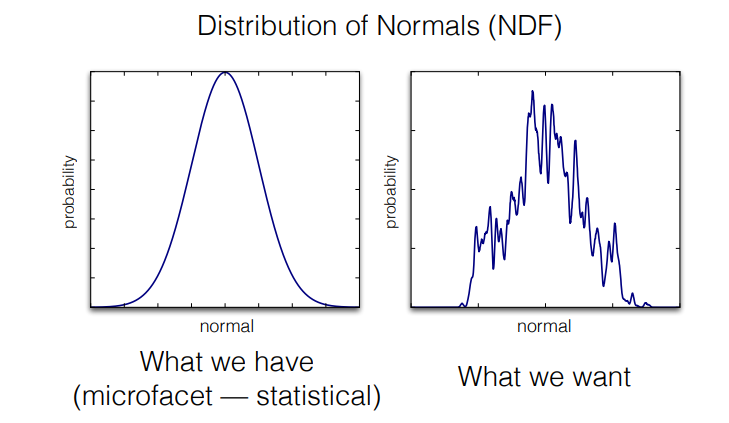 Distribution of Normals (NDF)
probability
normal
What we have
(microfacet — statistical)
probability
normal
What we want